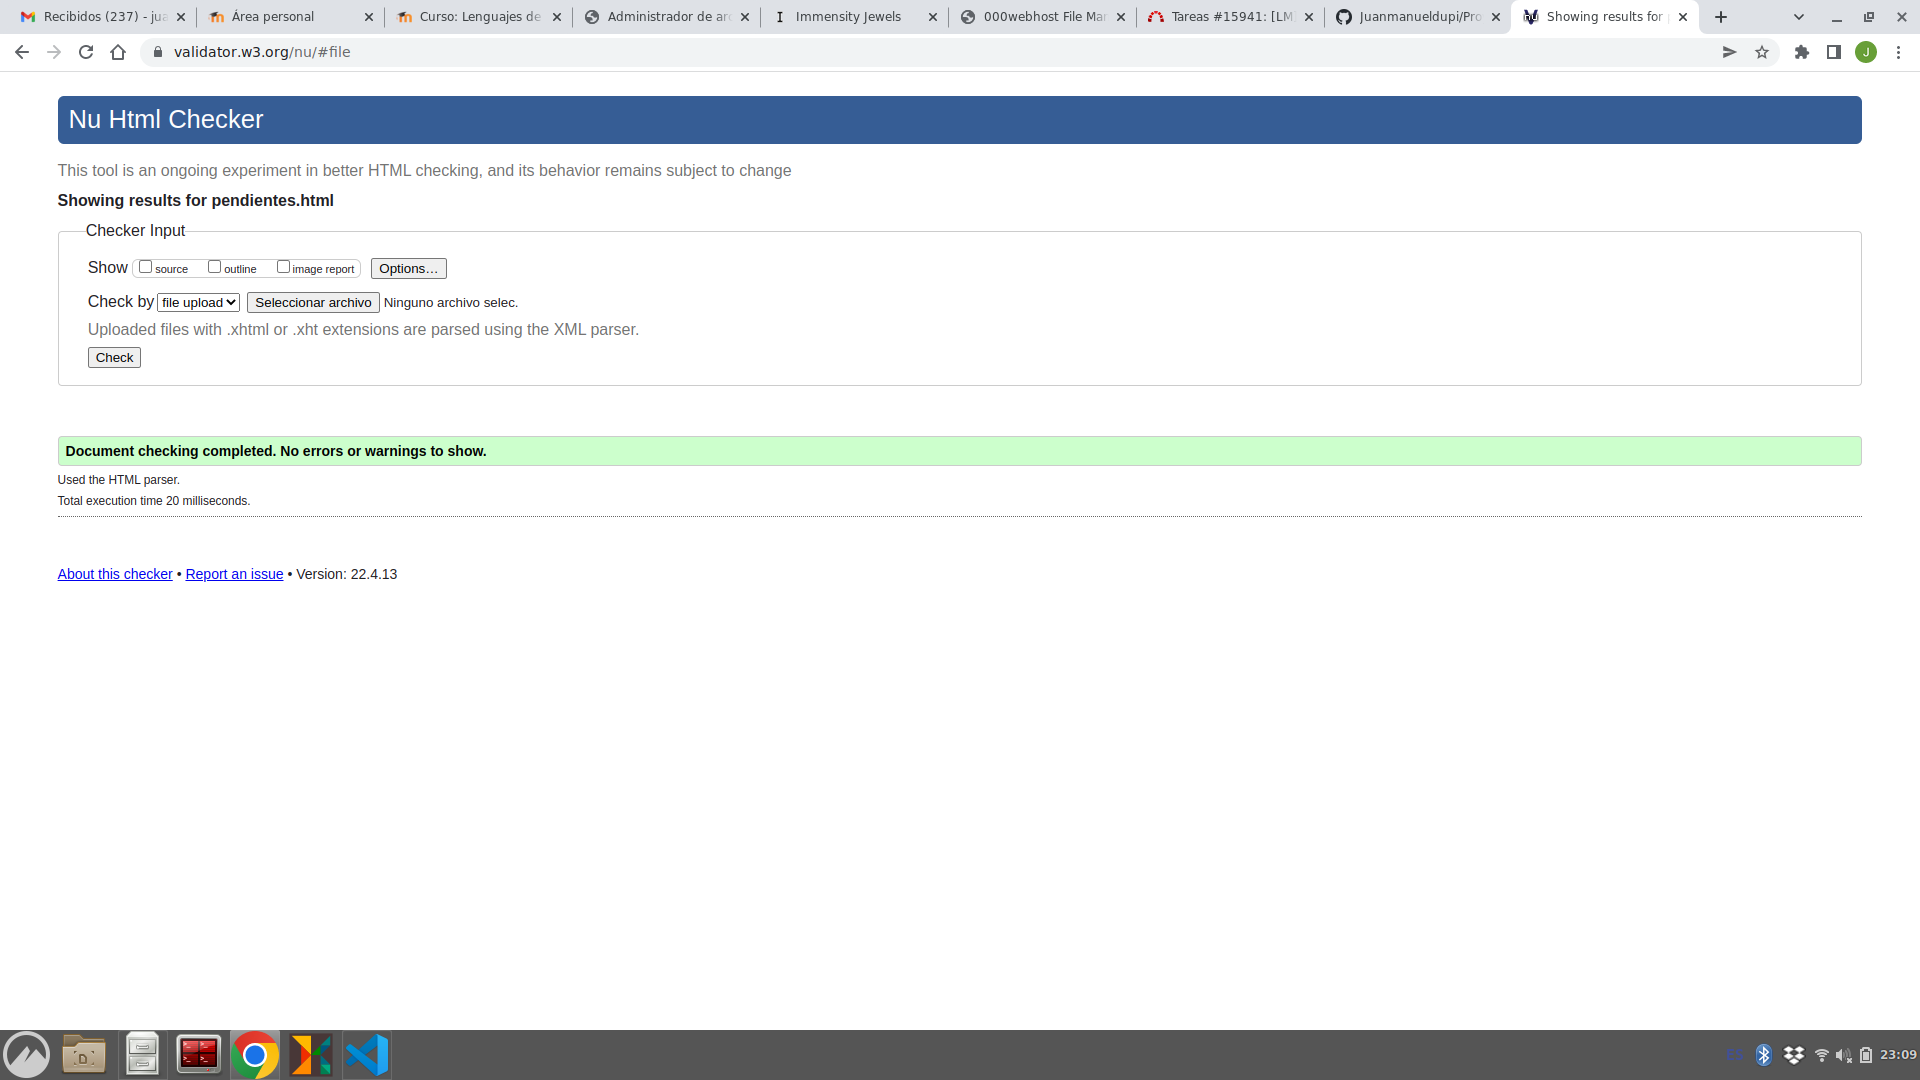 Recibidos (237) - jua
Área personal
Curso: Lenguajes de
Administrador de arc
Immensity Jewels
000webhost File Man
Tareas #15941: [LM
Juanmanueldupi/Pro
Showing results for p
validator.w3.org/nu/#file
J
Nu Html Checker
This tool is an ongoing experiment in better HTML checking, and its behavior remains subject to change
Showing results for pendientes.html
Checker Input
Show source outline image report Options...
Check by file upload Seleccionar archivo Ninguno archivo selec.
Uploaded files with .xhtml or .xht extensions are parsed using the XML parser.
Check
Document checking completed. No errors or warnings to show.
Used the HTML parser.
Total execution time 20 milliseconds.
About this checker • Report an issue • Version: 22.4.13
ES 23:09